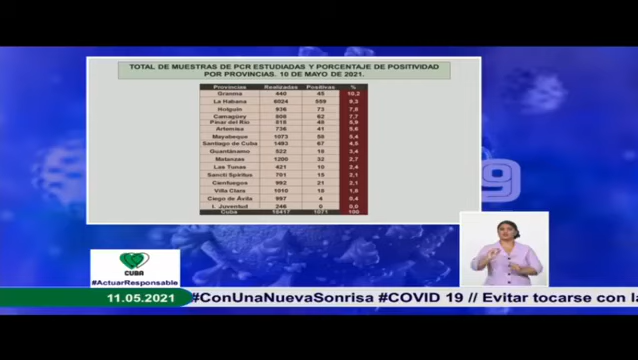 TOTAL DE MUESTRAS DE PCR ESTUDIADAS Y PORCENTAJE DE POSITIVIDAD
POR PROVINCIAS. 10 DE MAYO DE 2021.
Provincias Realizadas Positivas %
Granma 440 45 10,2
La Habana 6024 559 9,3
Holguín 936 73 7,8
Camagüey 808 62 7,7
Pinar del Río 816 48 5,9
Artemisa 736 41 5,6
Mayabeque 1073 58 5,4
Santiago de Cuba 1493 67 4,5
Guantánamo 522 18 3,4
Matanzas 1200 32 2,7
Las Tunas 421 10 2,4
Sancti Spíritus 701 15 2,1
Cienfuegos 992 21 2,1
Villa Clara 1010 18 1,8
Ciego de Ávila 997 4 0,4
I. Juventud 248 0 0,0
Cuba 18417 1071 100
9
CUBA
#ActuarResponsable
11.05.2021 #ConUnaNuevaSonrisa #COVID 19 // Evitar tocarse con la